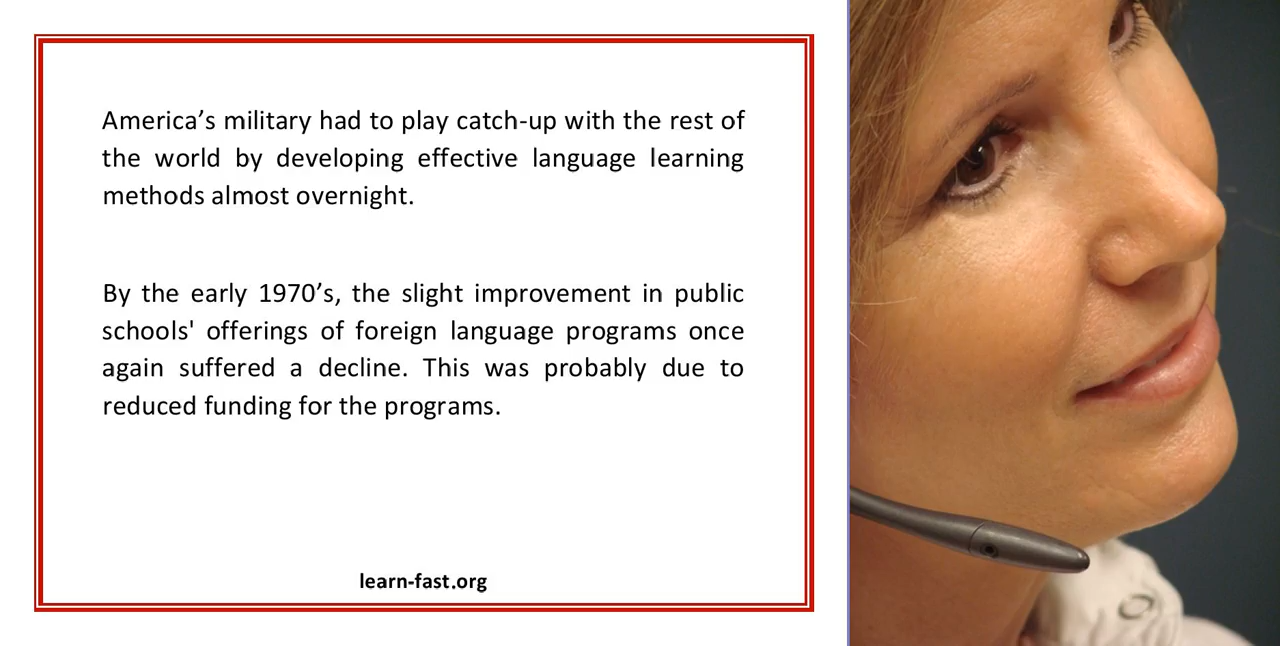 America’s military had to play catch-up with the rest of
the world by developing effective language learning
methods almost overnight.
By the early 1970’s, the slight improvement in public
schools' offerings of foreign language programs once
again suffered a decline. This was probably due to
reduced funding for the programs.
learn-fast.org